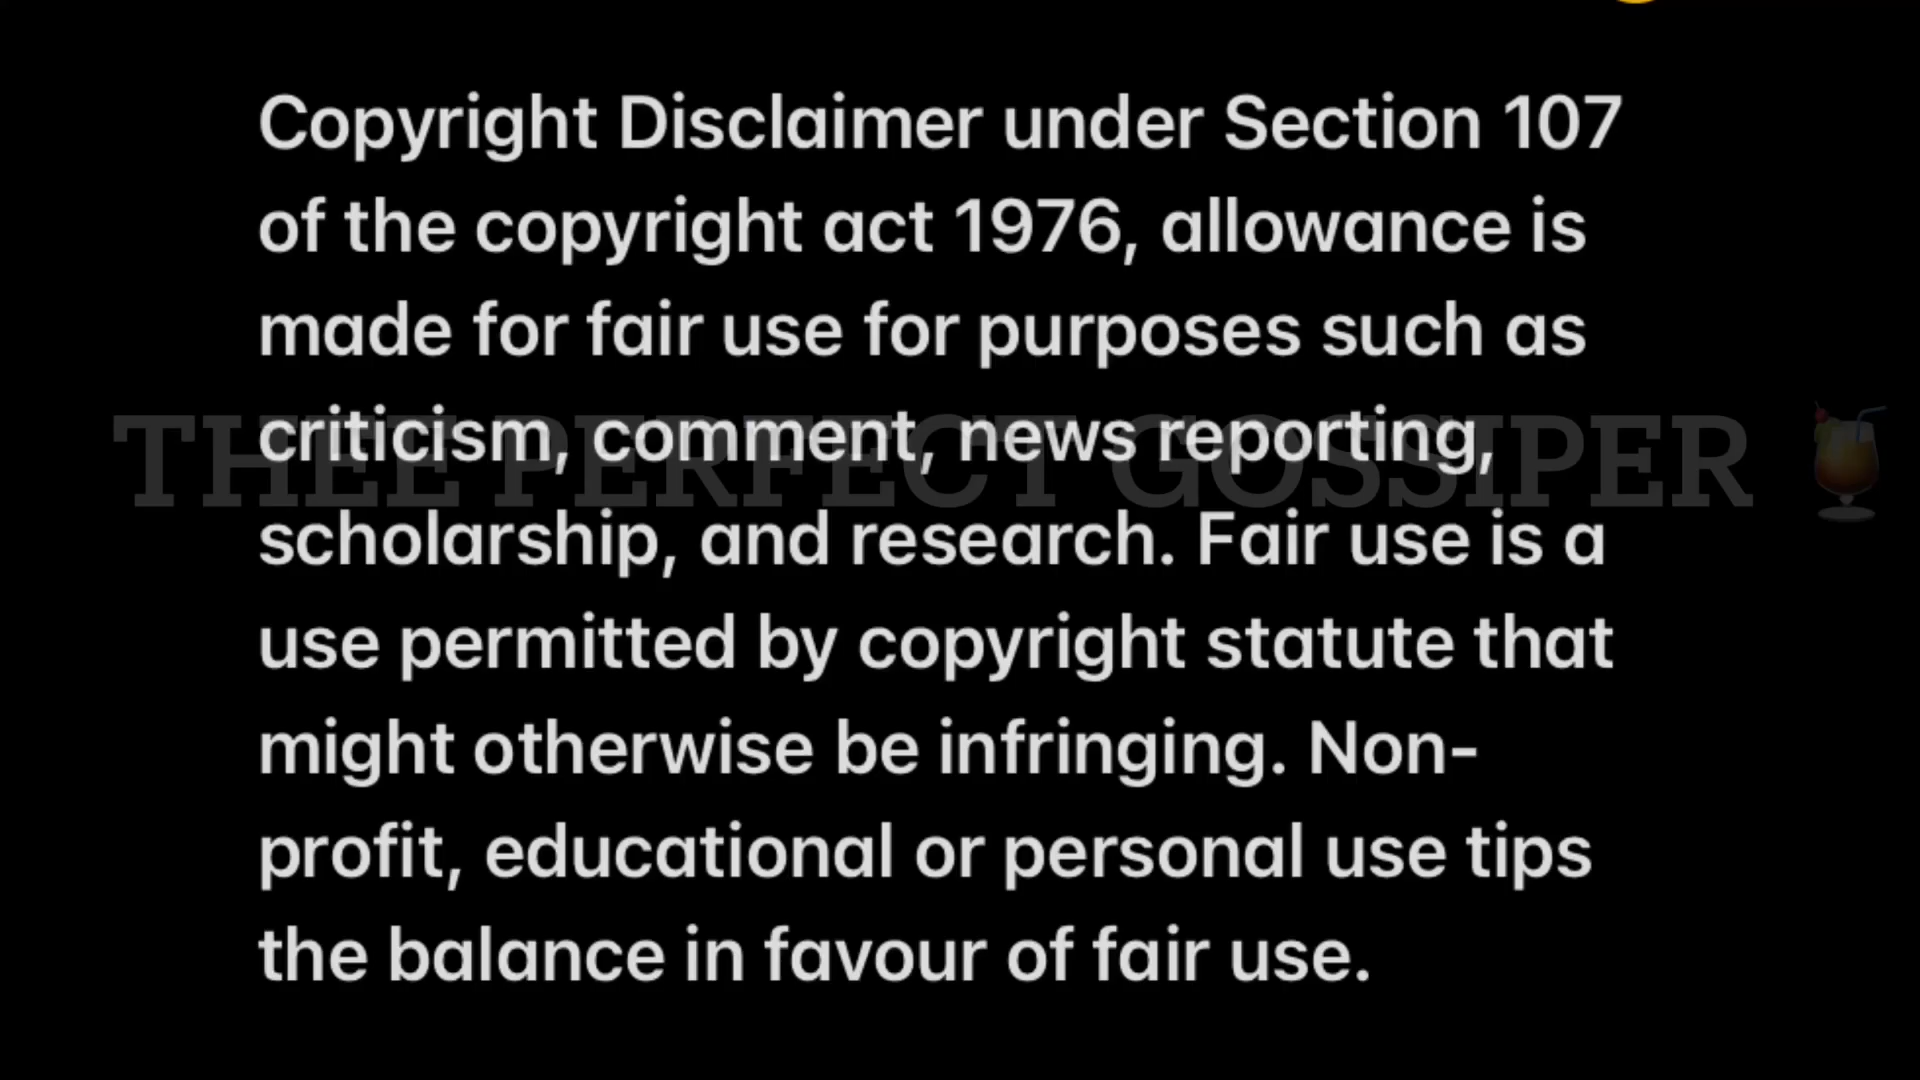 Copyright Disclaimer under Section 107
of the copyright act 1976, allowance is
made for fair use for purposes such as
criticism, comment, news reporting,
THEE PERFECT GOSSIPER
scholarship, and research. Fair use is a
use permitted by copyright statute that
might otherwise be infringing. Non-
profit, educational or personal use tips
the balance in favour of fair use.